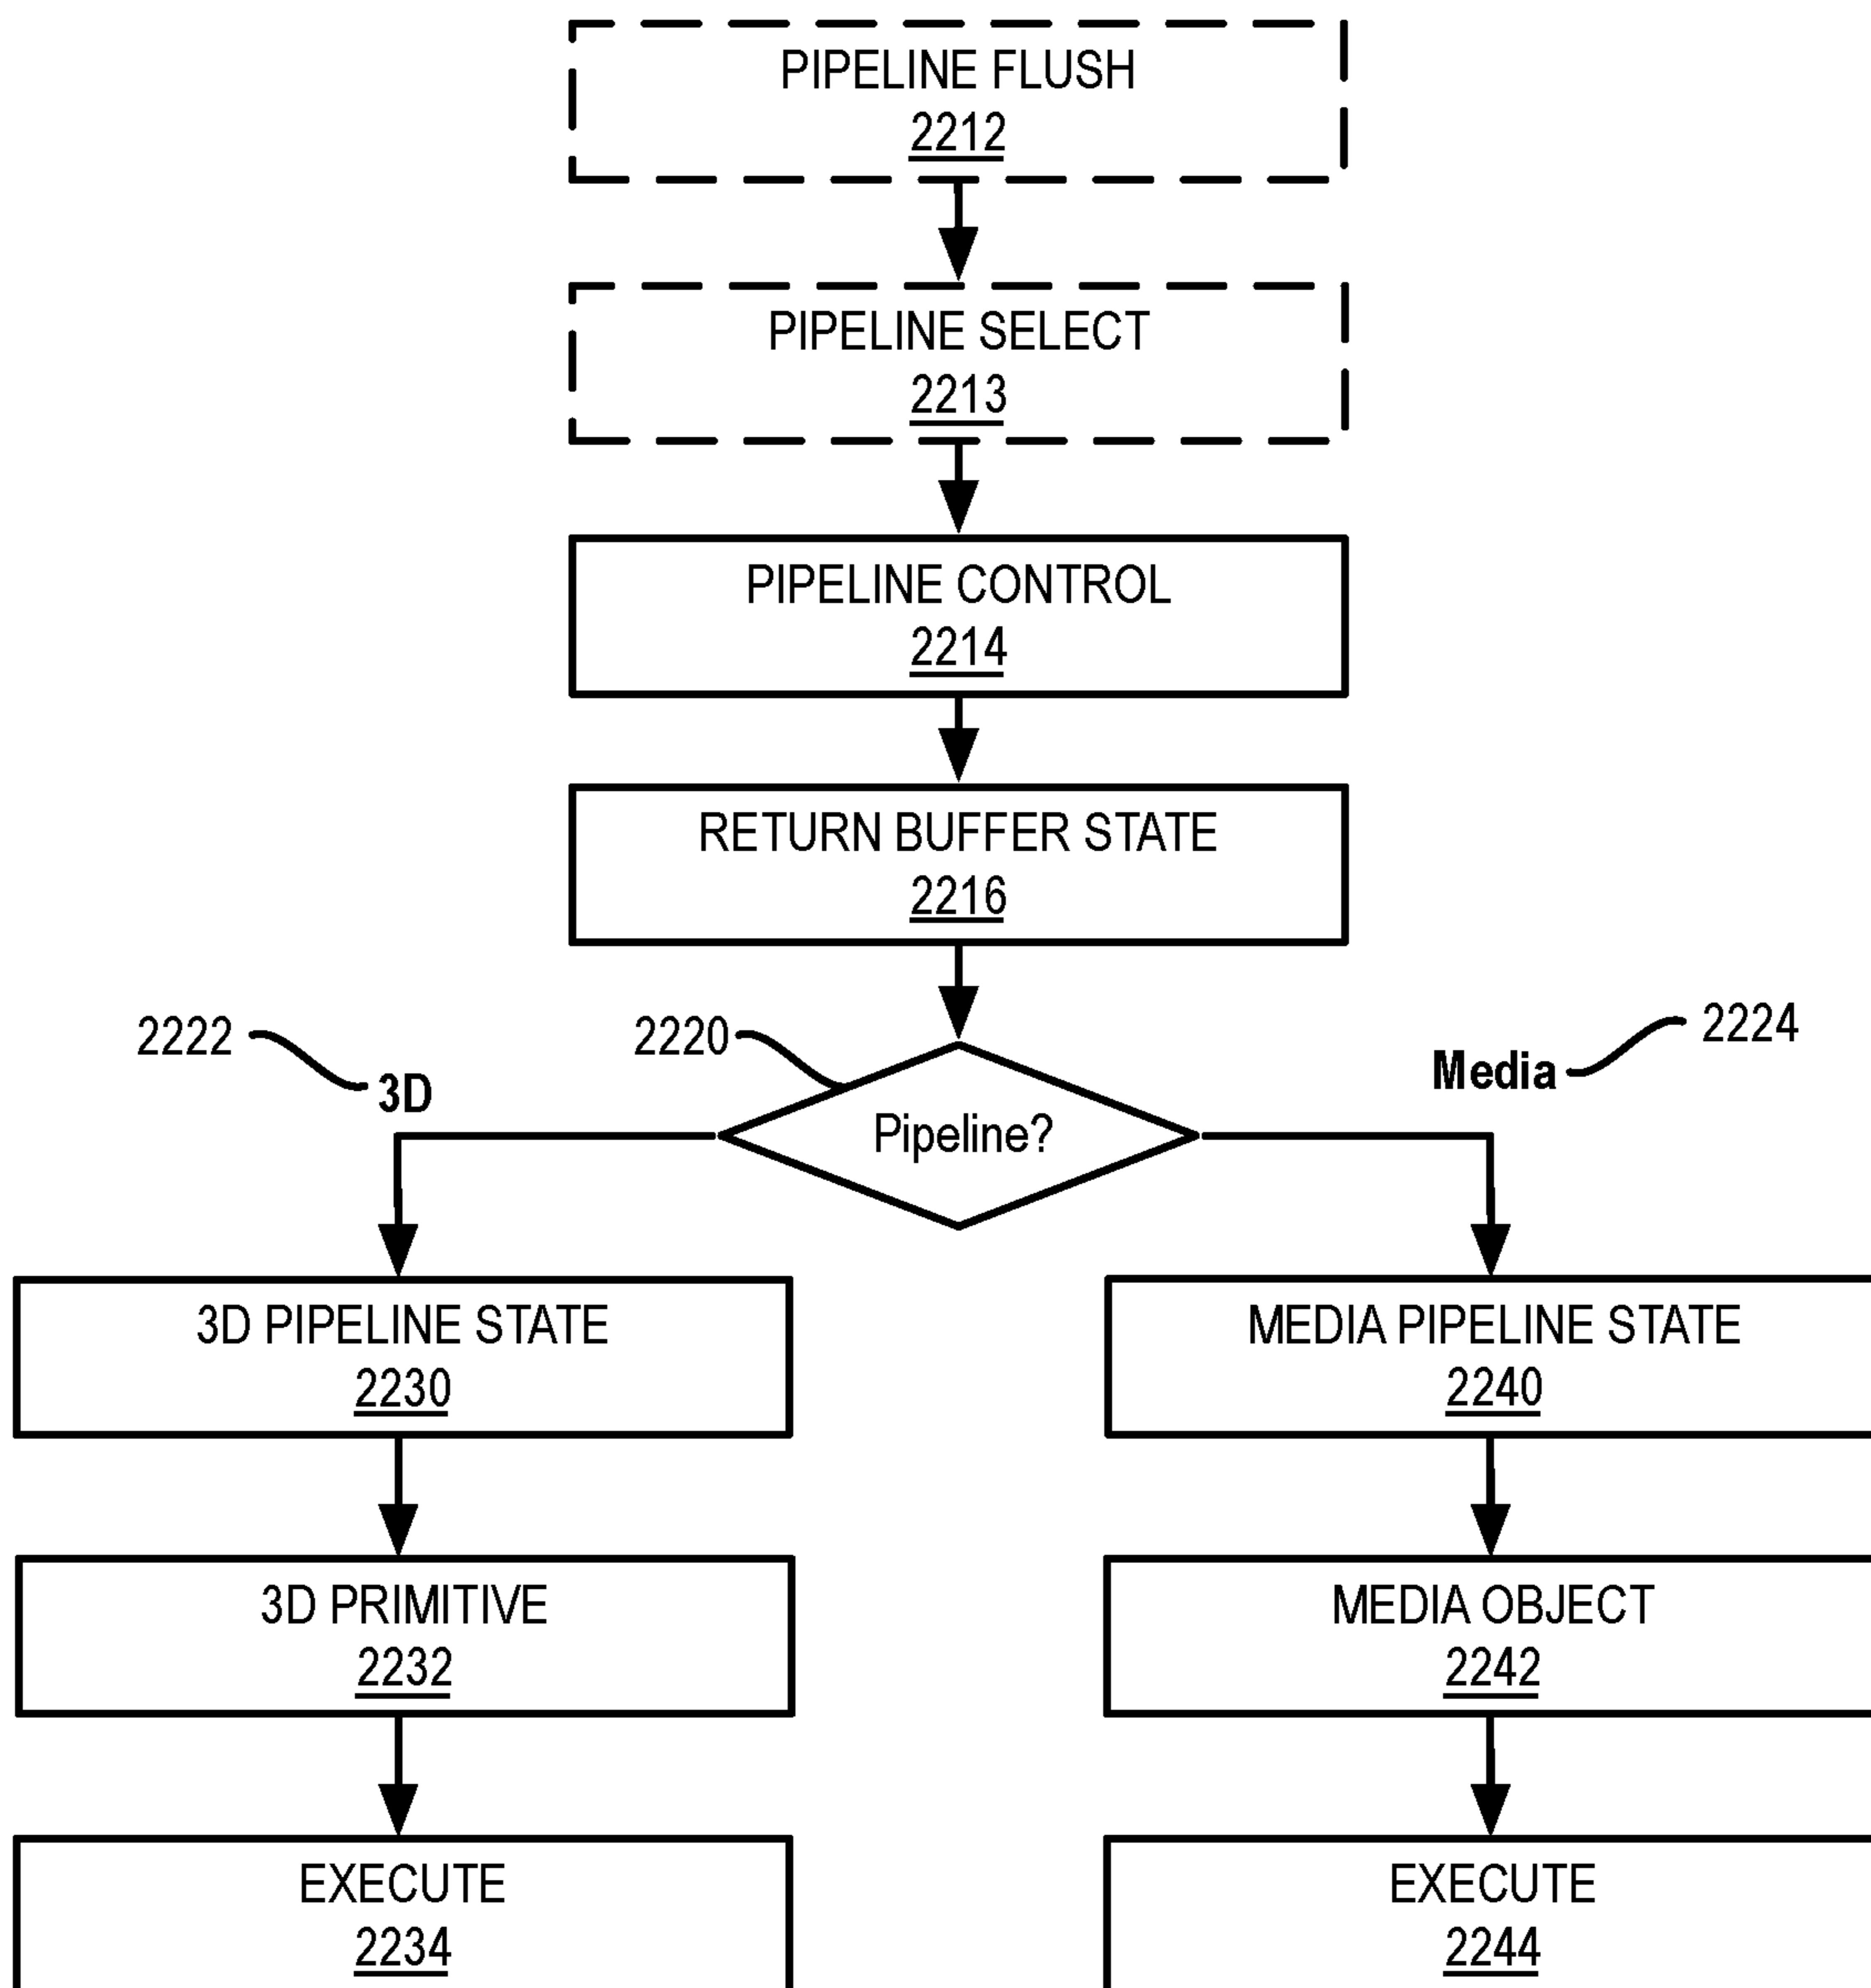 PIPELINE FLUSH
2212
PIPELINE SELECT
2213
PIPELINE CONTROL
2214
RETURN BUFFER STATE
2216
2222
3D
2220
Pipeline?
Media
2224
3D PIPELINE STATE
2230
MEDIA PIPELINE STATE
2240
3D PRIMITIVE
2232
MEDIA OBJECT
2242
EXECUTE
2234
EXECUTE
2244